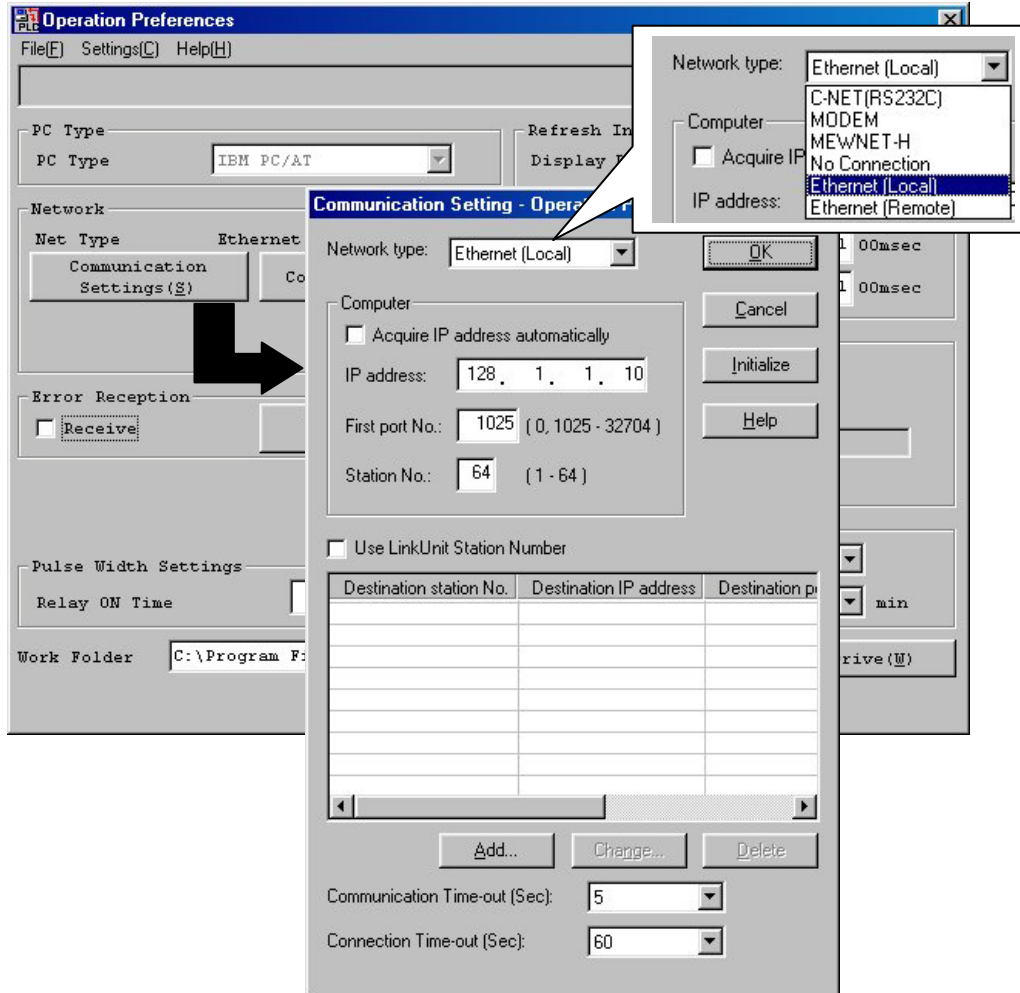 PLC Operation Preferences
File(F) Settings(C) Help(H)
PC Type
PC Type IBM PC/AT
Refresh In
Display
Network
Net Type Ethernet
Communication
Settings(S)
Co
1 00msec
1 00msec
Error Reception
Receive
Pulse Width Settings
Relay ON Time
min
Work Folder C:\Program Fi
rive(W)
Network type: Ethernet (Local)
C-NET(RS232C)
MODEM
MEWNET-H
No Connection
Ethernet (Local)
Ethernet (Remote)
Computer
Acquire IP
IP address:
Communication Setting - Opera
Network type: Ethernet (Local)
OK
Cancel
Initialize
Help
Computer
Acquire IP address automatically
IP address: 128. 1. 1. 10
First port No.: 1025 ( 0, 1025 - 32704 )
Station No.: 64 ( 1 - 64 )
Use LinkUnit Station Number
Destination station No. Destination IP address Destination p
Add... Change... Delete
Communication Time-out (Sec): 5
Connection Time-out (Sec): 60